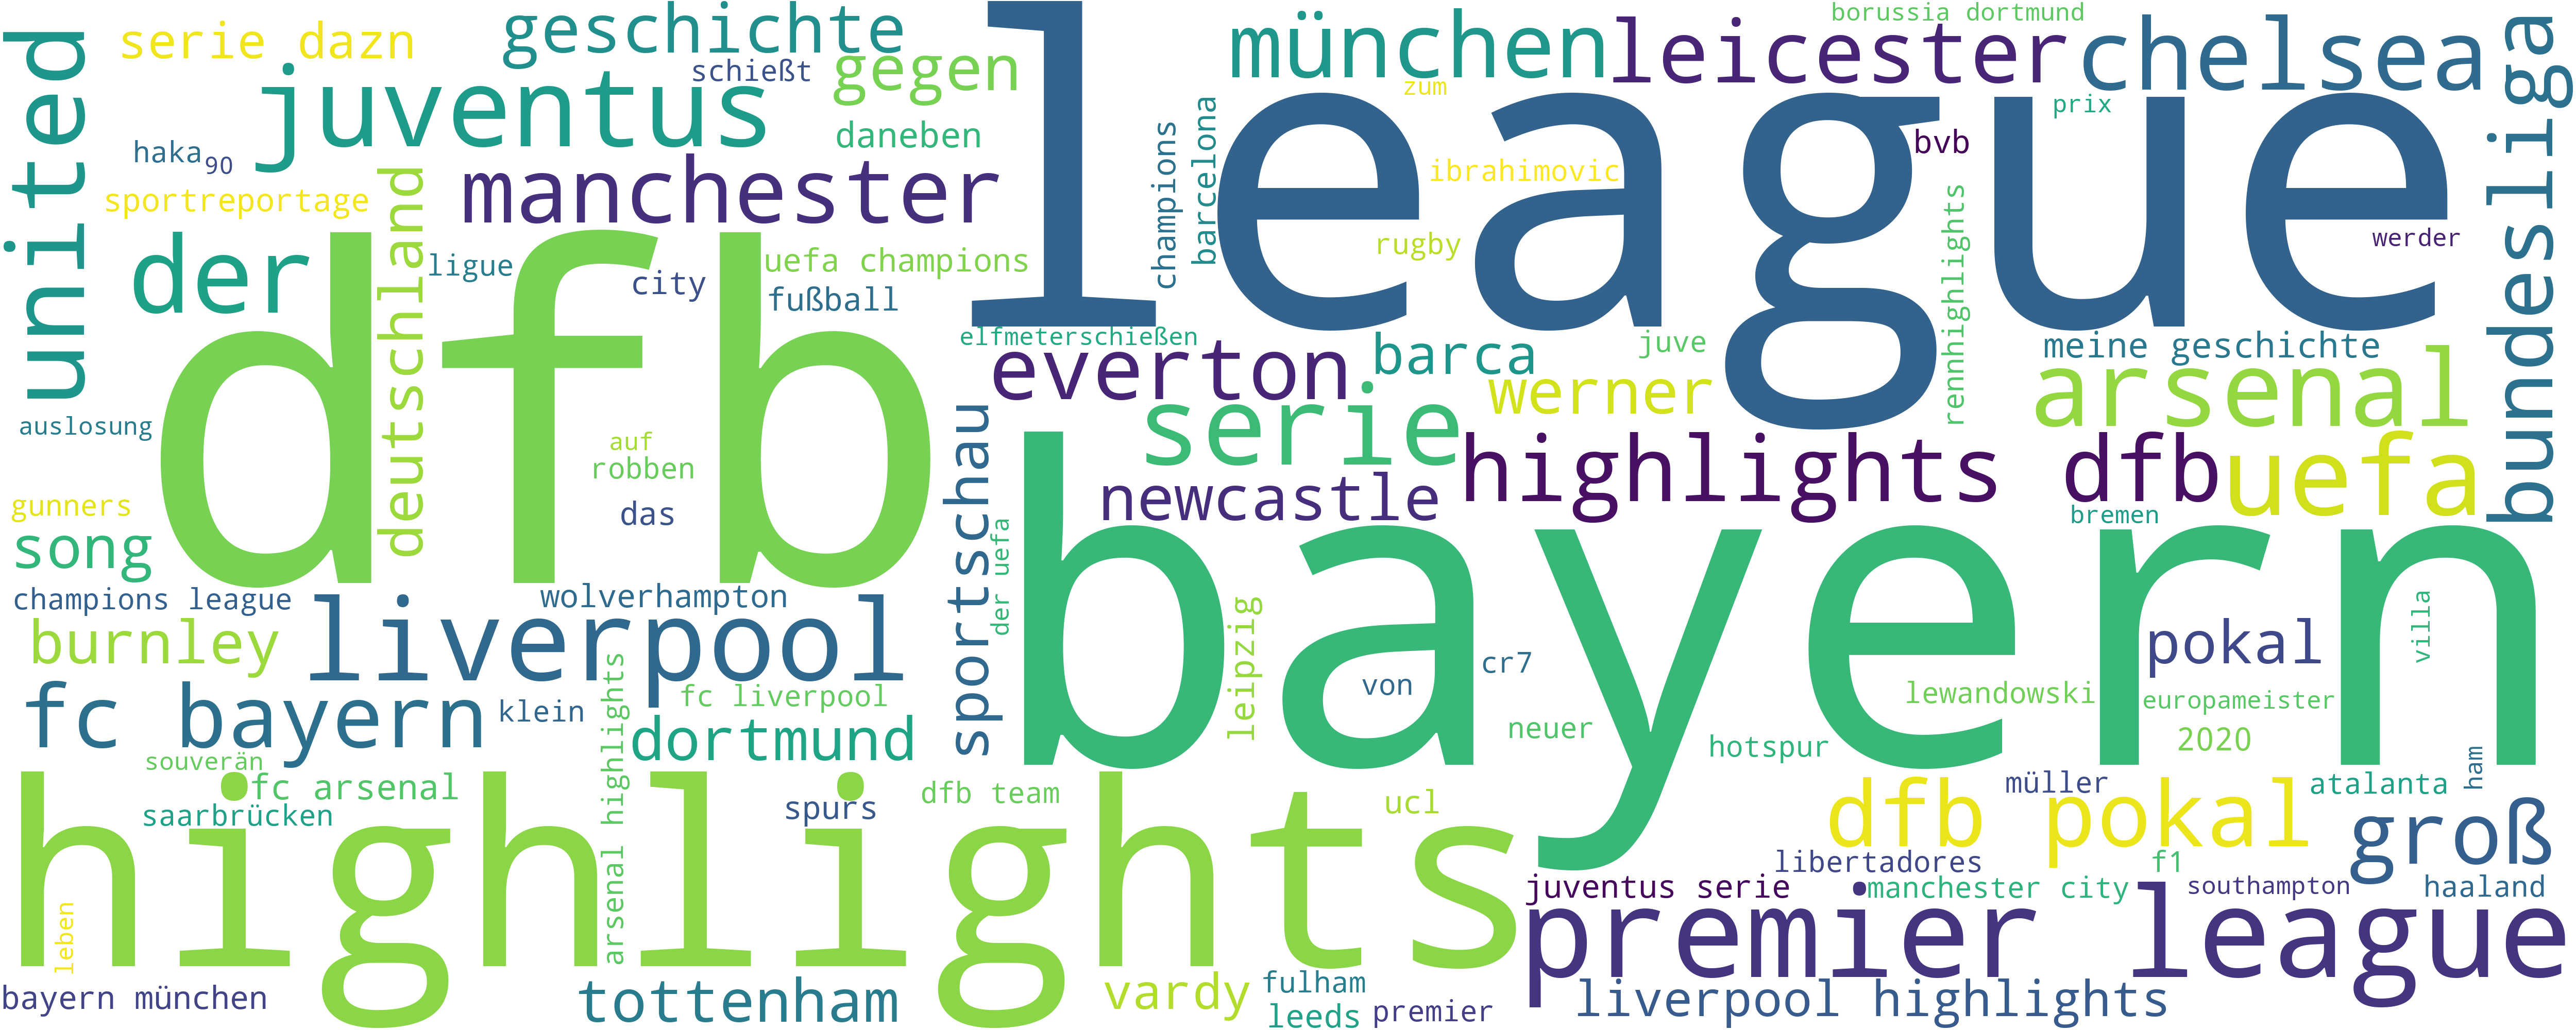 united
serie dazn
geschichte
schießt
gegen
juventus
daneben
haka
90
manchester
sportreportage
der
deutschland
ligue
city
uefa champions
fußball
dfb
league
münchen
leicester
borussia dortmund
chelsea
bundesliga
zum
prix
champions
barcelona
ibrahimovic
bvb
rugby
rennhighlights
werder
elfmeterschießen
everton
barca
juve
meine geschichte
werner
arsenal
serie
auslosung
auf
robben
das
sportschau
newcastle
highlights
dfb
uefa
gunners
song
der uefa
bremen
bayern
champions league
wolverhampton
burnley
liverpool
leipzig
pokal
villa
von
cr7
fc bayern
klein
arsenal highlights
fc liverpool
dortmund
lewandowski
europameister
neuer
hotspur
2020
souverän
fc arsenal
saarbrücken
spurs
dfb team
ucl
müller
atalanta
ham
dfb pokal
groß
highlights
libertadores
f1
juventus serie
manchester city
southampton
haaland
premier league
leben
bayern münchen
tottenham
vardy
fulham
leeds
premier
liverpool highlights